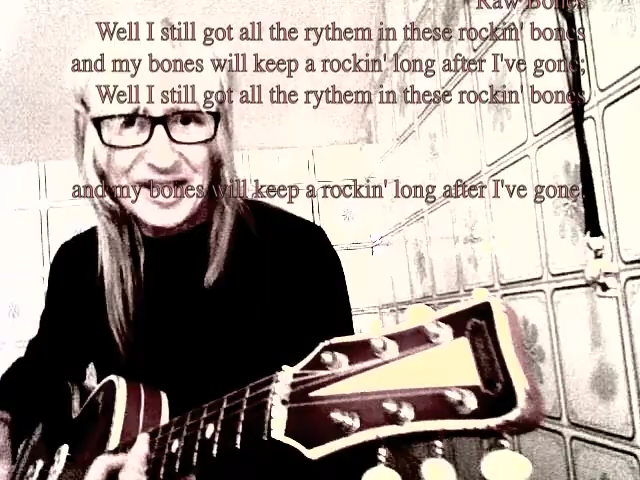 Raw Bones
Well I still got all the rythem in these rockin' bones
and my bones will keep a rockin' long after I've gone;
Well I still got all the rythem in these rockin' bones
and my bones will keep a rockin' long after I've gone;